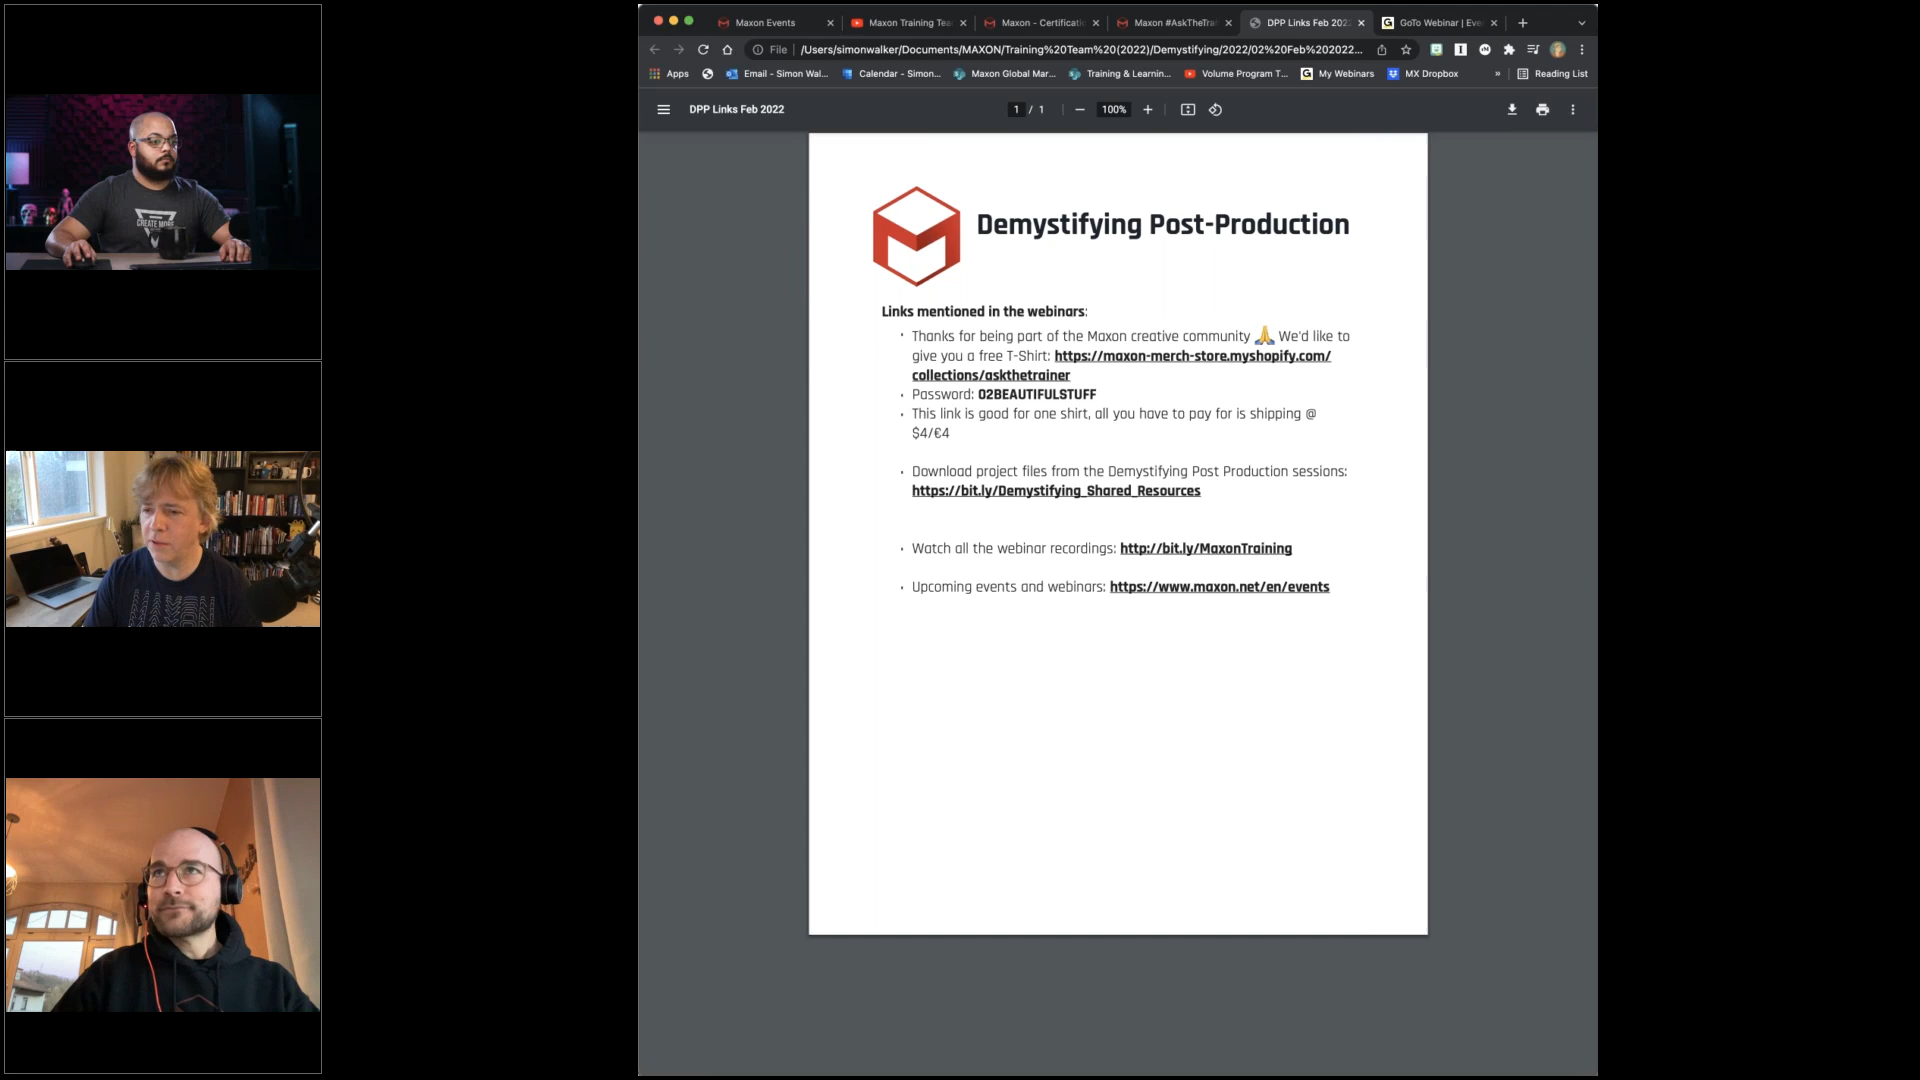 Maxon Events
Maxon Training Tea
Maxon - Certificati
Maxon #AskTheTra
DPP Links Feb 202
GoTo Webinar | Eve
File | /Users/simonwalker/Documents/MAXON/Training%20Team%20(2022)/Demystifying/2022/02%20Feb%202022...
Apps
Email - Simon Wal...
Calendar - Simon...
Maxon Global Mar...
Training & Learnin...
Volume Program T...
My Webinars
MX Dropbox
»
Reading List
DPP Links Feb 2022
1 / 1
100%
CREATE MORE
Demystifying Post-Production
Links mentioned in the webinars:
· Thanks for being part of the Maxon creative community 🙏 We'd like to
give you a free T-Shirt: https://maxon-merch-store.myshopify.com/
collections/askthetrainer
· Password: 02BEAUTIFULSTUFF
· This link is good for one shirt, all you have to pay for is shipping @
$4/€4
· Download project files from the Demystifying Post Production sessions:
https://bit.ly/Demystifying_Shared_Resources
· Watch all the webinar recordings: http://bit.ly/MaxonTraining
· Upcoming events and webinars: https://www.maxon.net/en/events